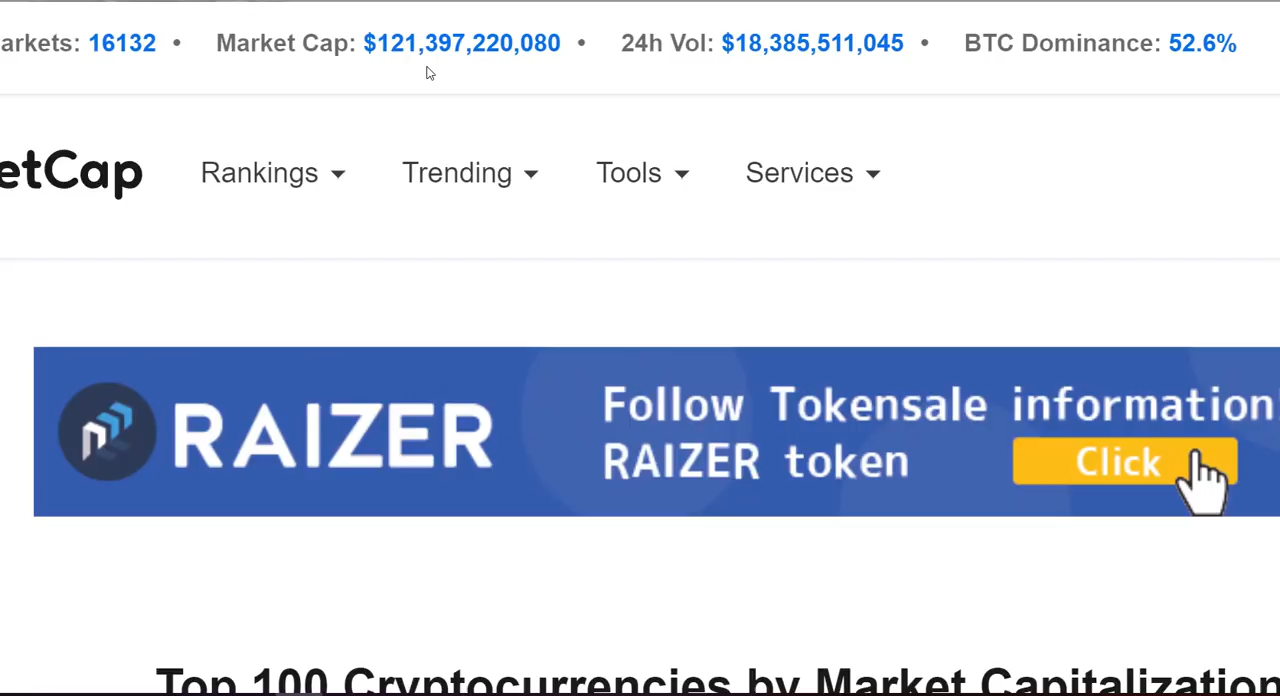 arkets: 16132 • Market Cap: $121,397,220,080 • 24h Vol: $18,385,511,045 • BTC Dominance: 52.6%
etCap Rankings Trending Tools Services
RAIZER
Follow Tokensale information!
RAIZER token Click
Top 100 Cryptocurrencies by Market Capitalization